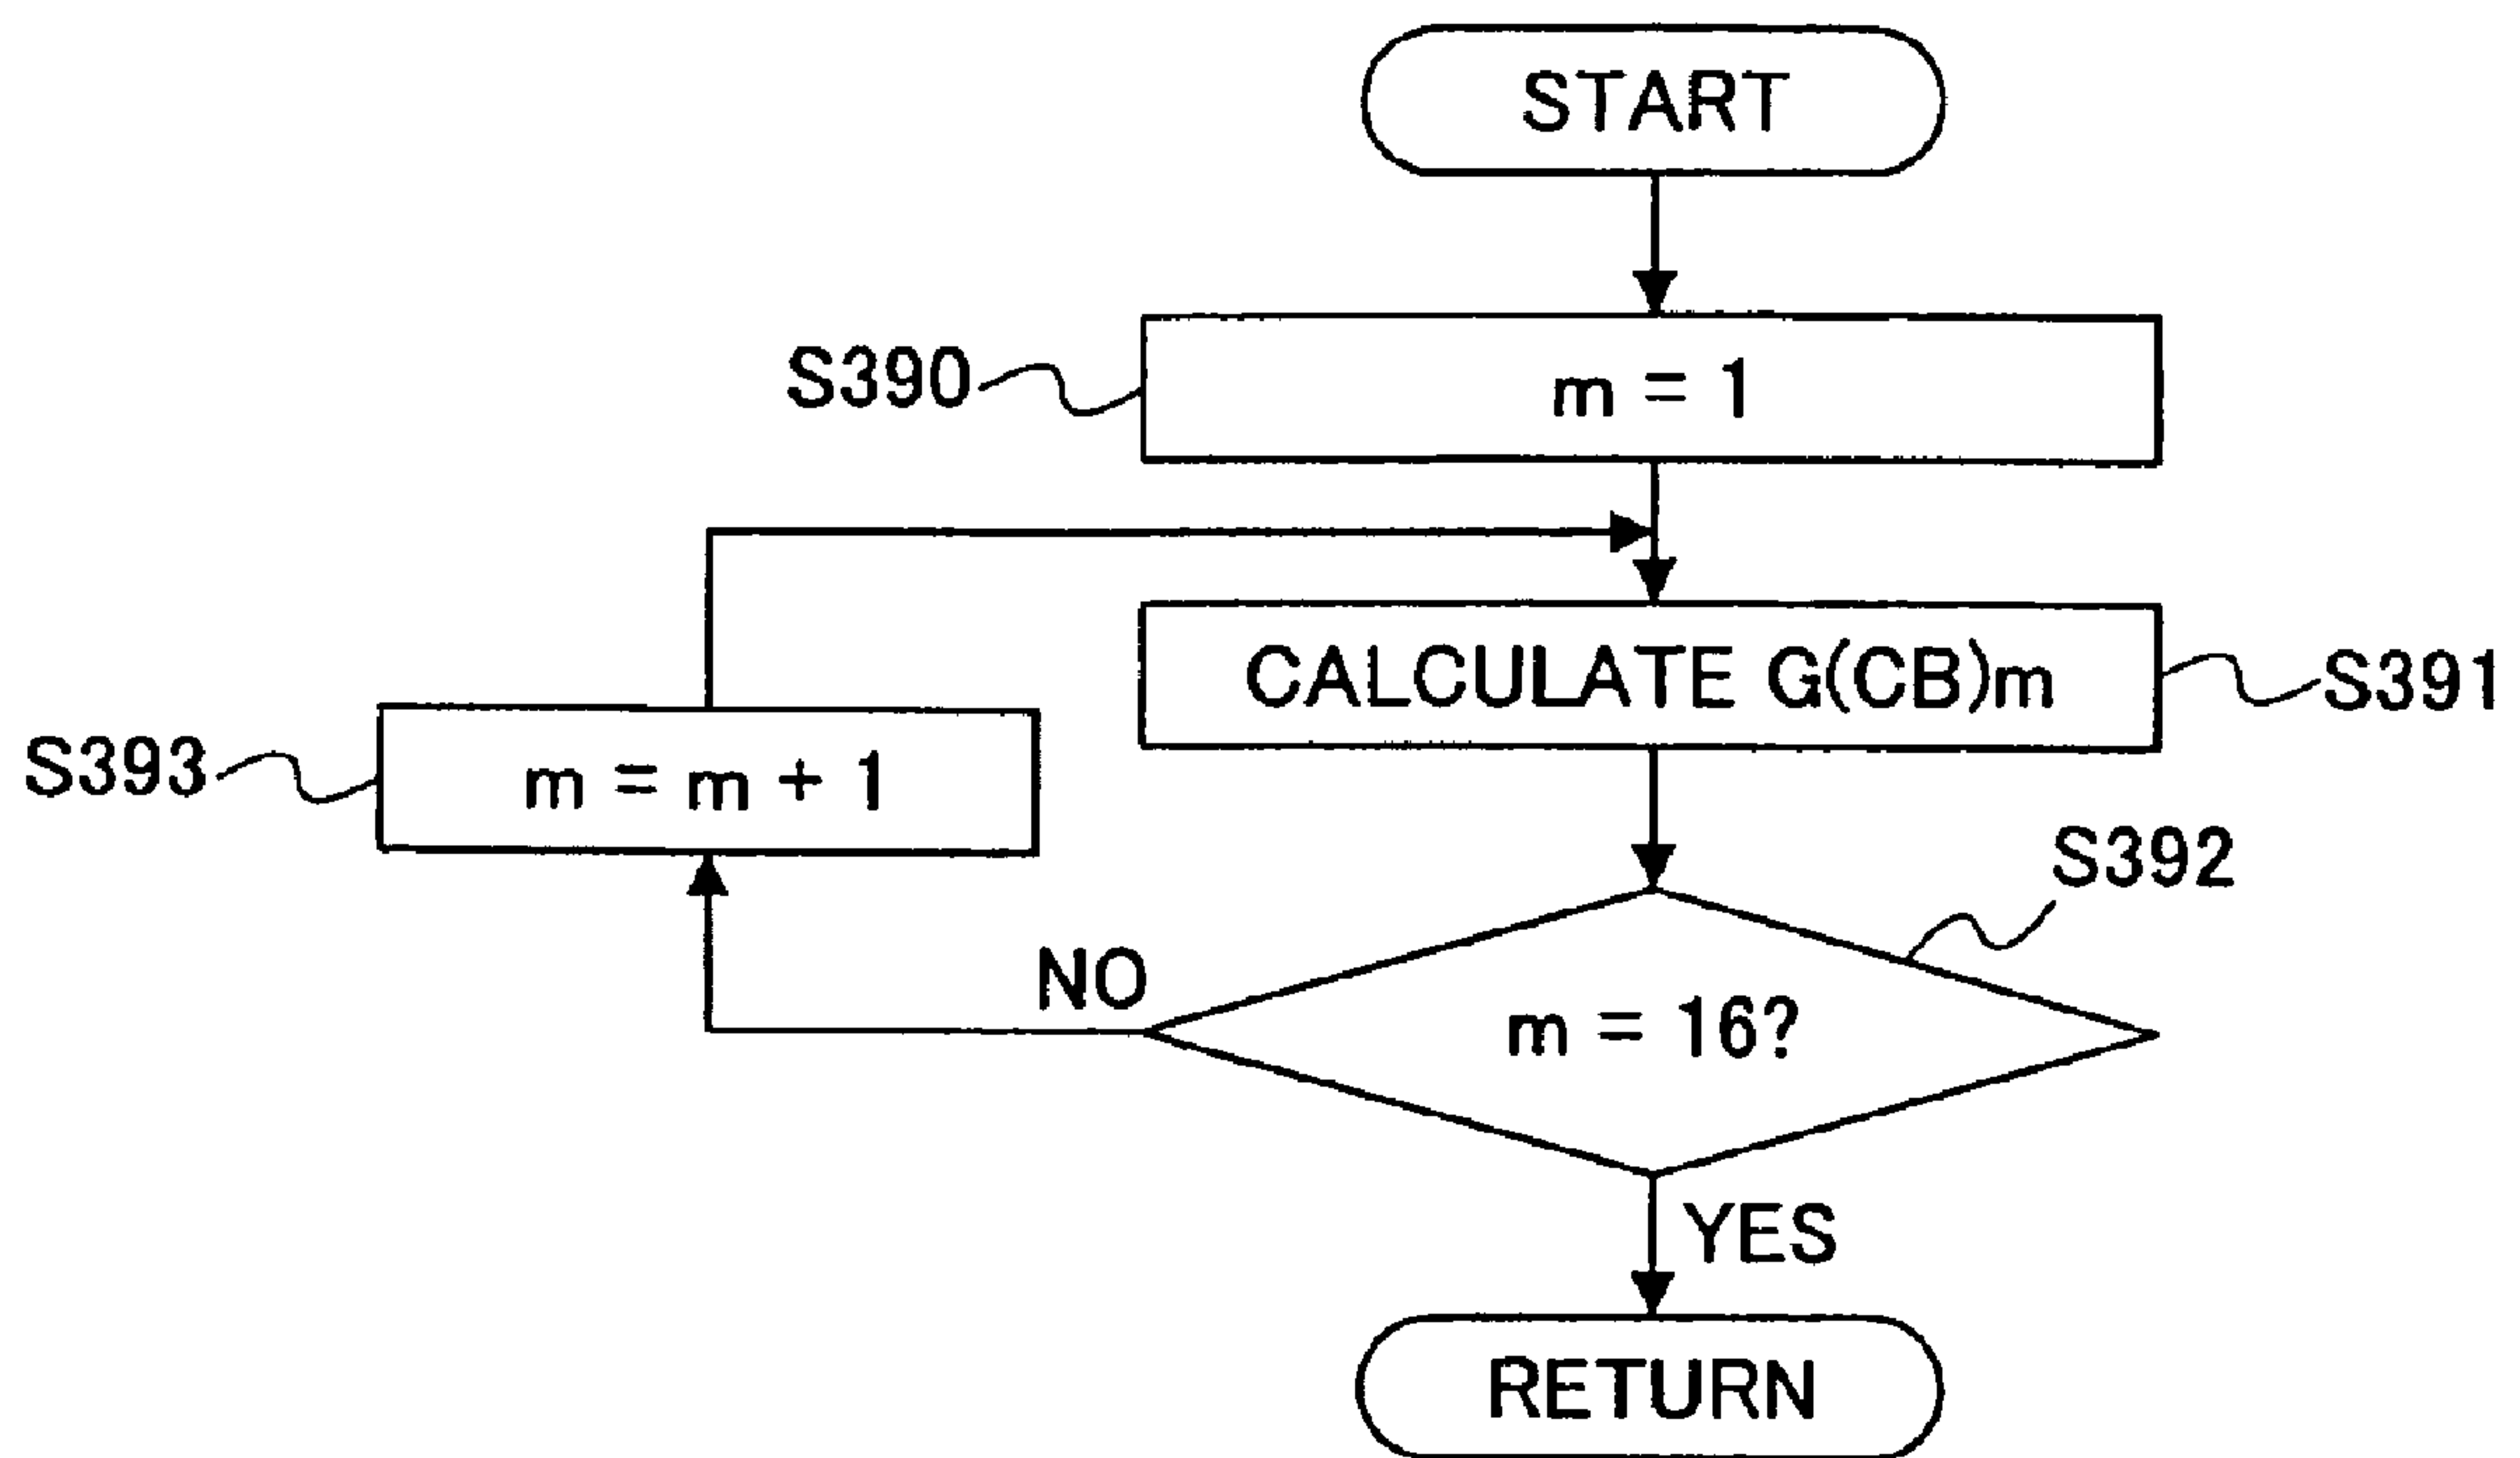 START
S390
m = 1
CALCULATE G(CB)m
S391
S393
m = m + 1
S392
NO
m = 16?
YES
RETURN